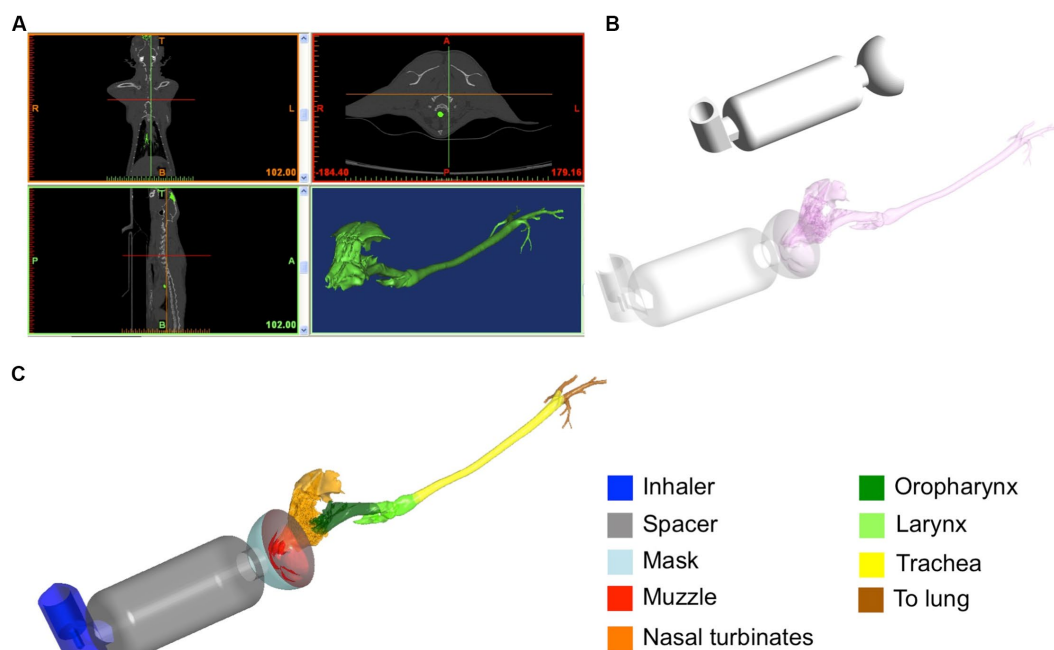 A
B
T
R
L
B
102.00
A
R
L
P
-184.40
179.16
T
P
A
B
102.00
C
Inhaler
Spacer
Mask
Muzzle
Nasal turbinates
Oropharynx
Larynx
Trachea
To lung